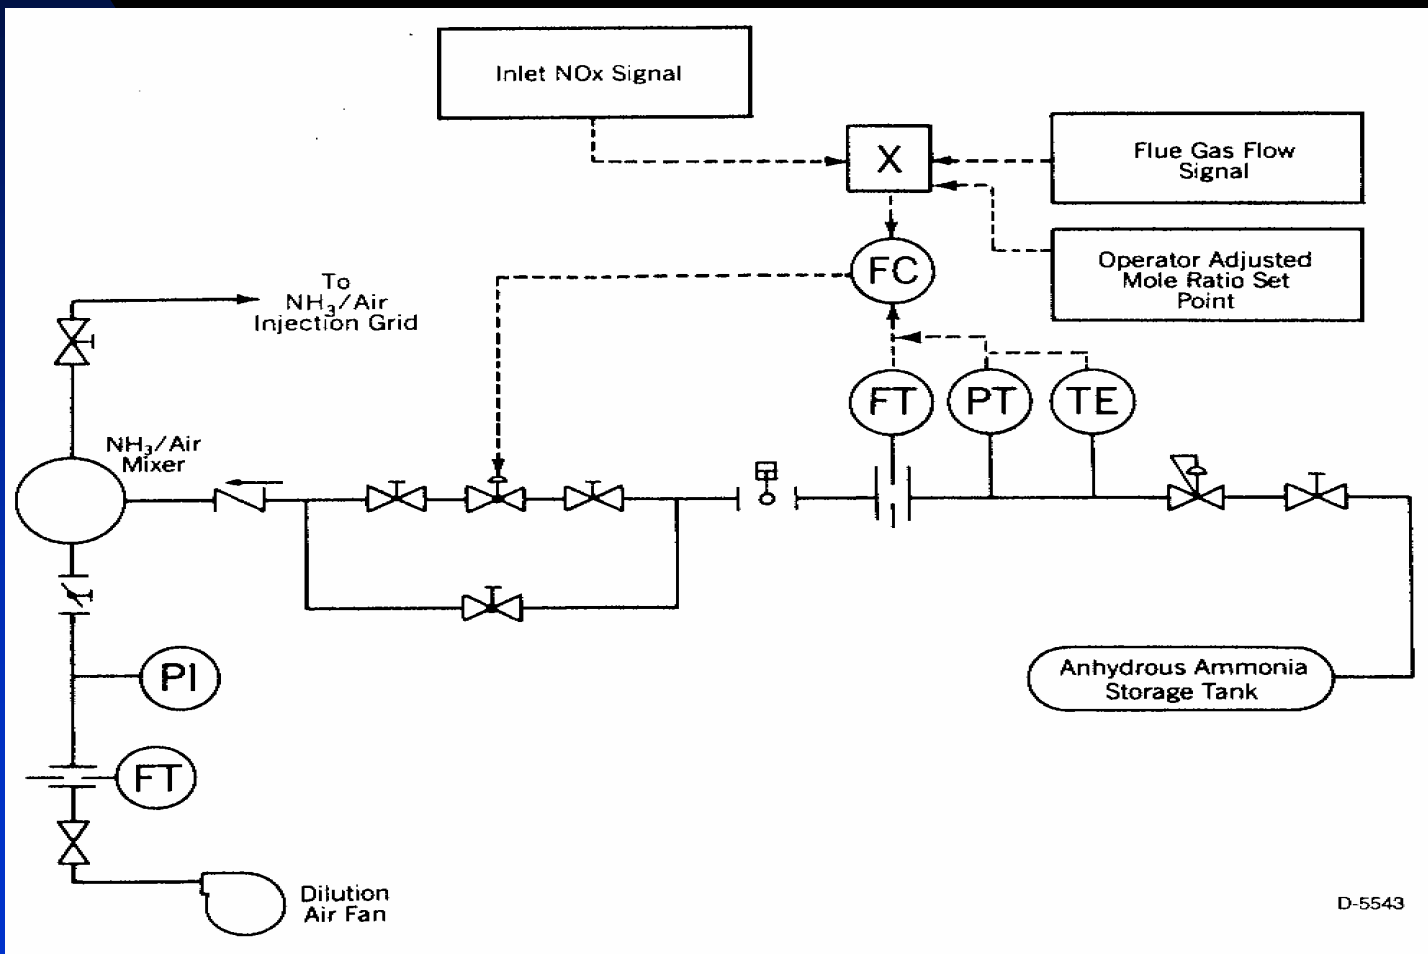 Inlet NOx Signal
X
Flue Gas Flow
Signal
Operator Adjusted
Mole Ratio Set
Point
FC
To
NH₃/Air
Injection Grid
FT
PT
TE
NH₃/Air
Mixer
PI
Anhydrous Ammonia
Storage Tank
FT
Dilution
Air Fan
D-5543